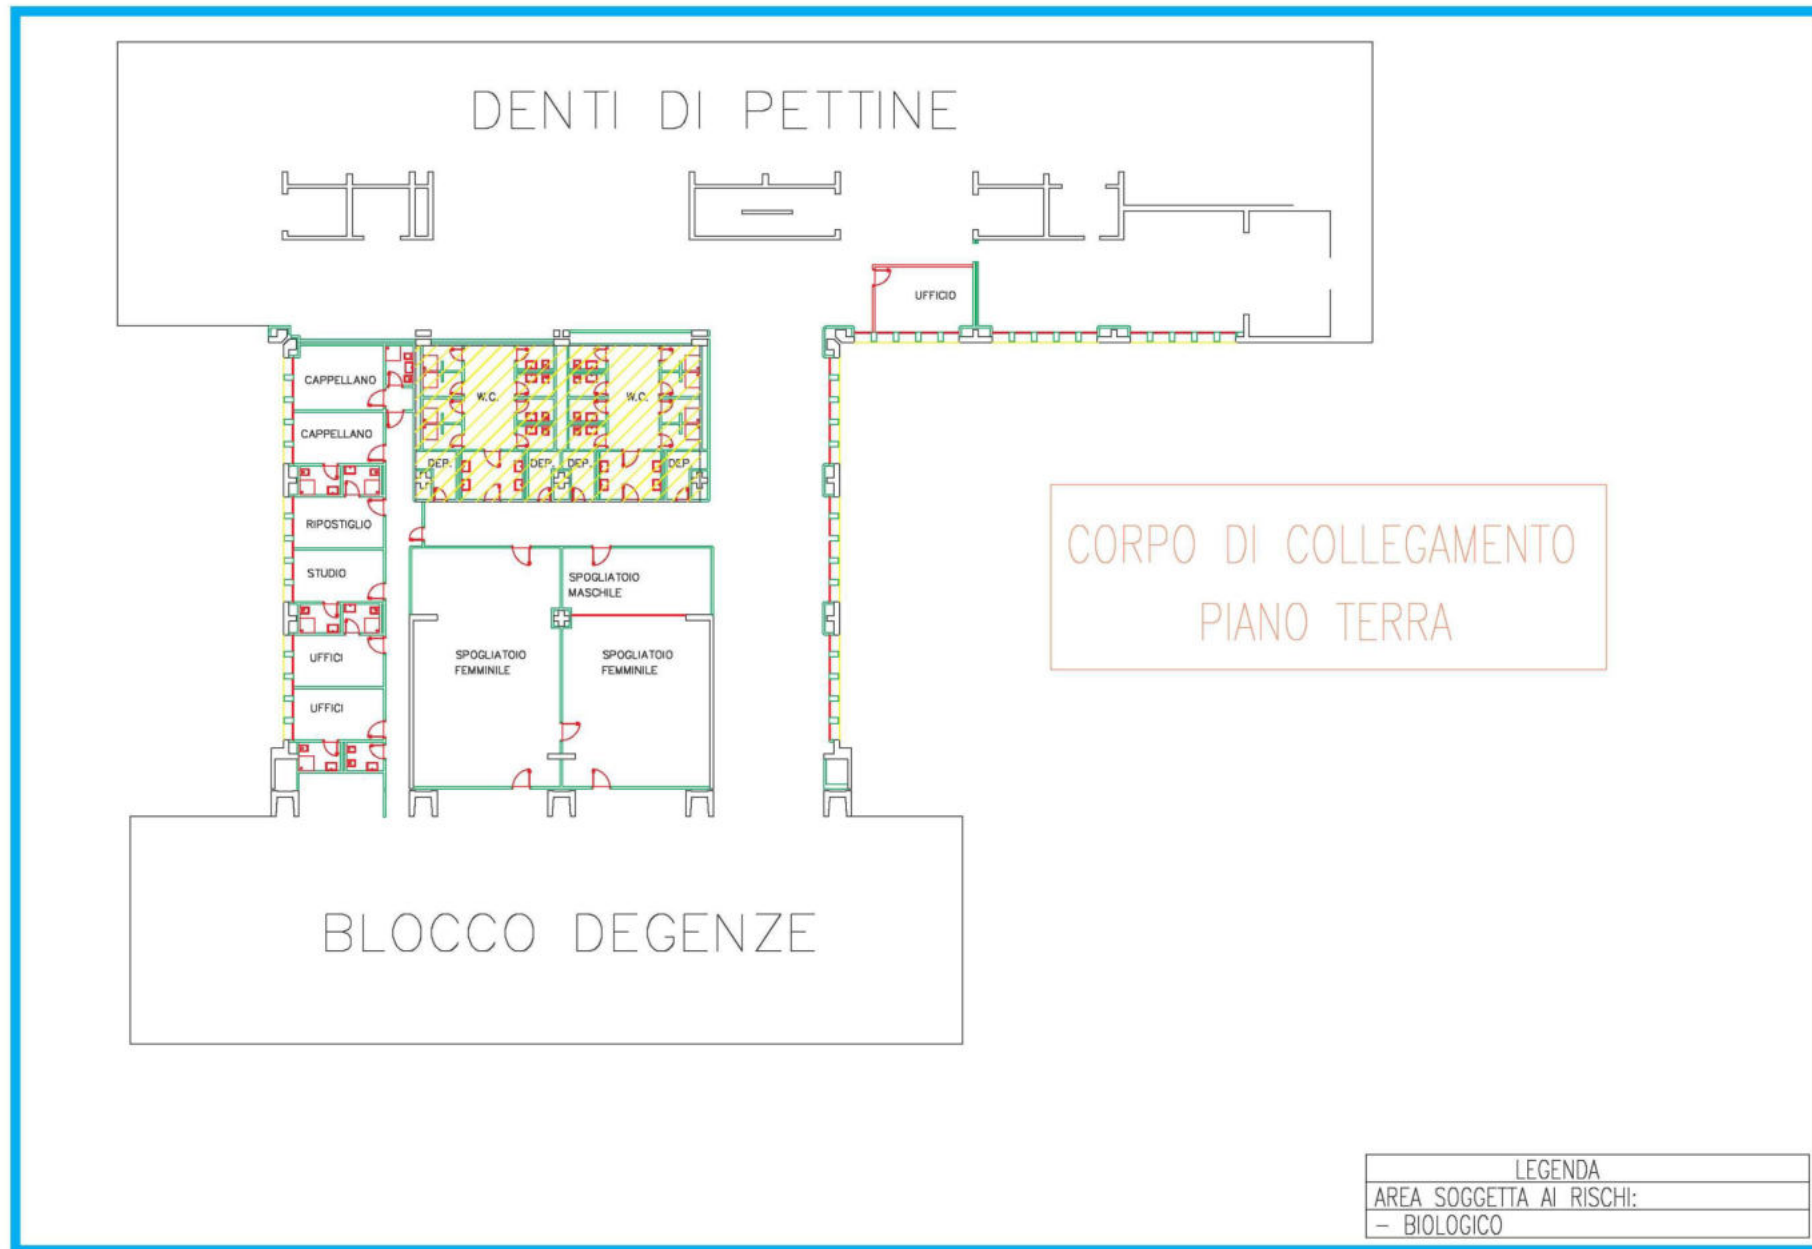 DENTI DI PETTINE
UFFICIO
CAPPELLANO
W.C.
W.C.
CAPPELLANO
DEP.
DEP.
DEP.
DEP.
RIPOSTIGLIO
CORPO DI COLLEGAMENTO
PIANO TERRA
STUDIO
SPOGLIATOIO
MASCHILE
UFFICI
SPOGLIATOIO
FEMMINILE
SPOGLIATOIO
FEMMINILE
UFFICI
BLOCCO DEGENZE
LEGENDA
AREA SOGGETTA AI RISCHI:
– BIOLOGICO